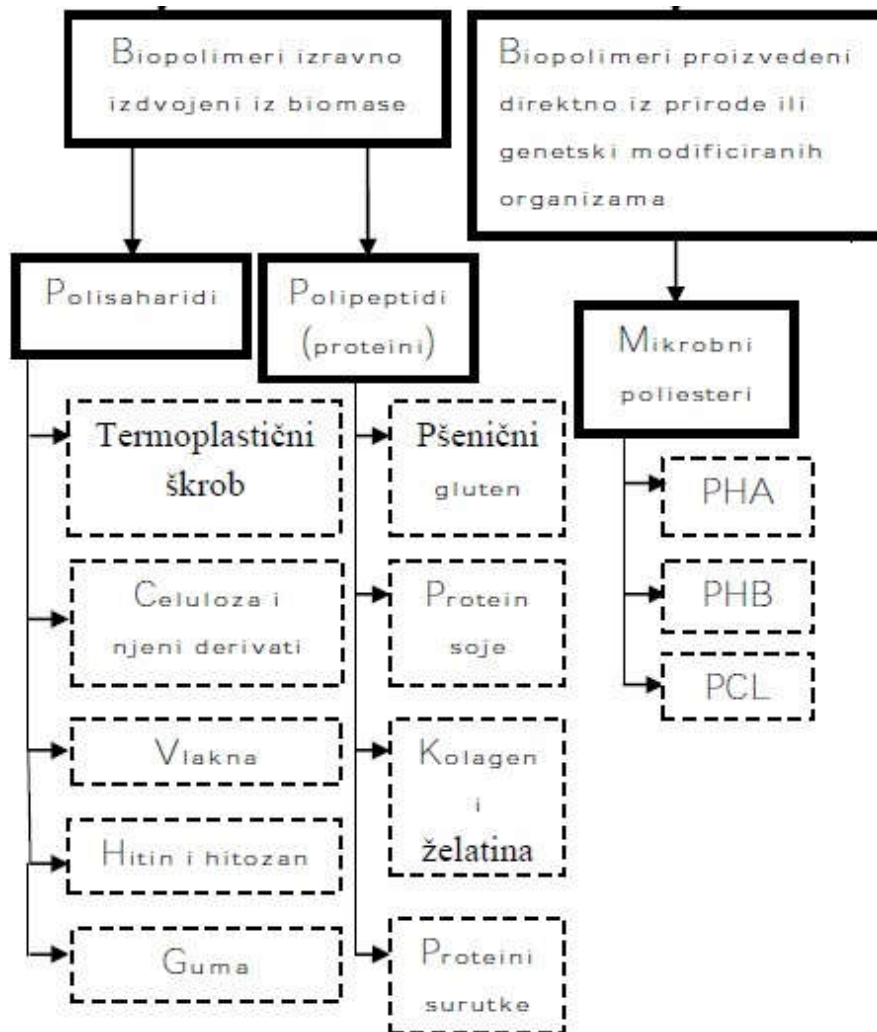 Biopolimeri izravno
izdvojeni iz biomase
Biopolimeri proizvedeni
direktno iz prirode ili
genetski modificiranih
organizama
Polisaharidi
Polipeptidi
(proteini)
Mikrobni
poliesteri
Termoplastični
škrob
Celuloza i
njeni derivati
Vlakna
Hitin i hitozan
Guma
Pšenični
gluten
Protein
soje
Kolagen
i
želatina
Proteini
surutke
PHA
PHB
PCL